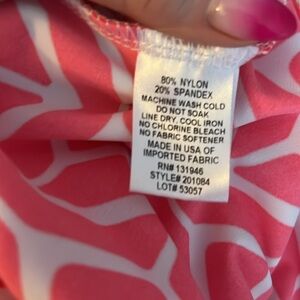 80% NYLON
20% SPANDEX
MACHINE WASH COLD
DO NOT SOAK
LINE DRY, COOL IRON
NO CHLORINE BLEACH
NO FABRIC SOFTENER
MADE IN USA OF
IMPORTED FABRIC
RN# 131946
STYLE# 201084
LOT# 53057